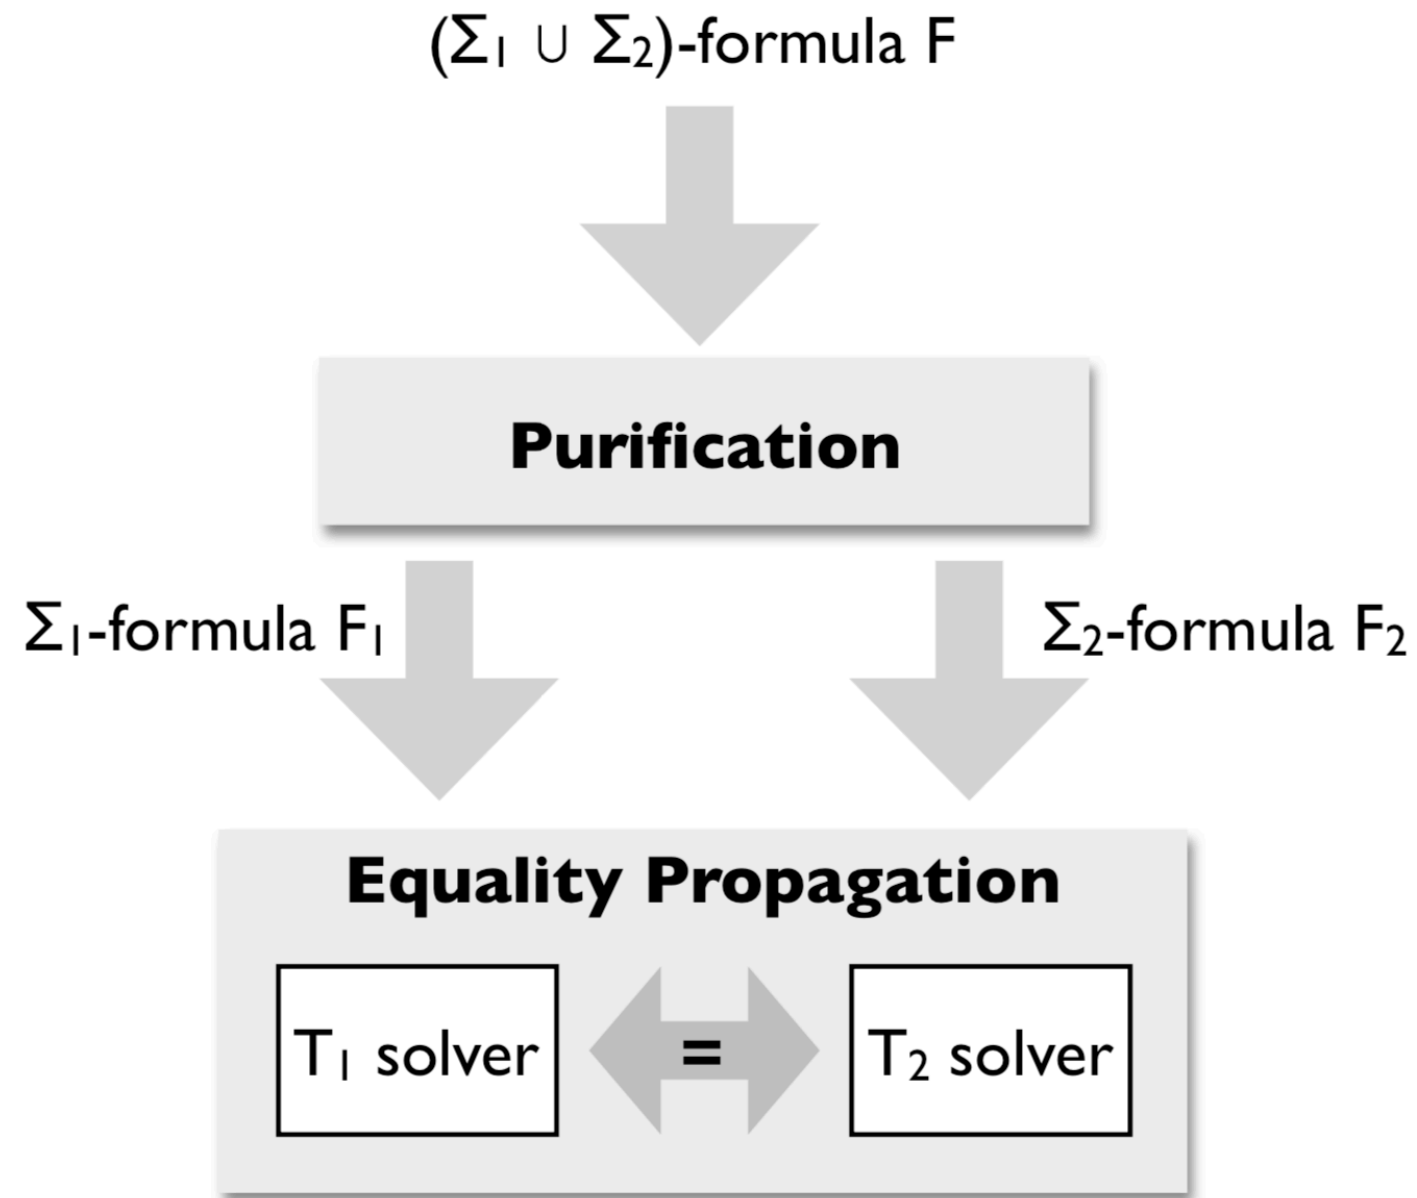 (Σ₁ ∪ Σ₂)-formula F
Purification
Σ₁-formula F₁
Σ₂-formula F₂
Equality Propagation
T₁ solver
=
T₂ solver